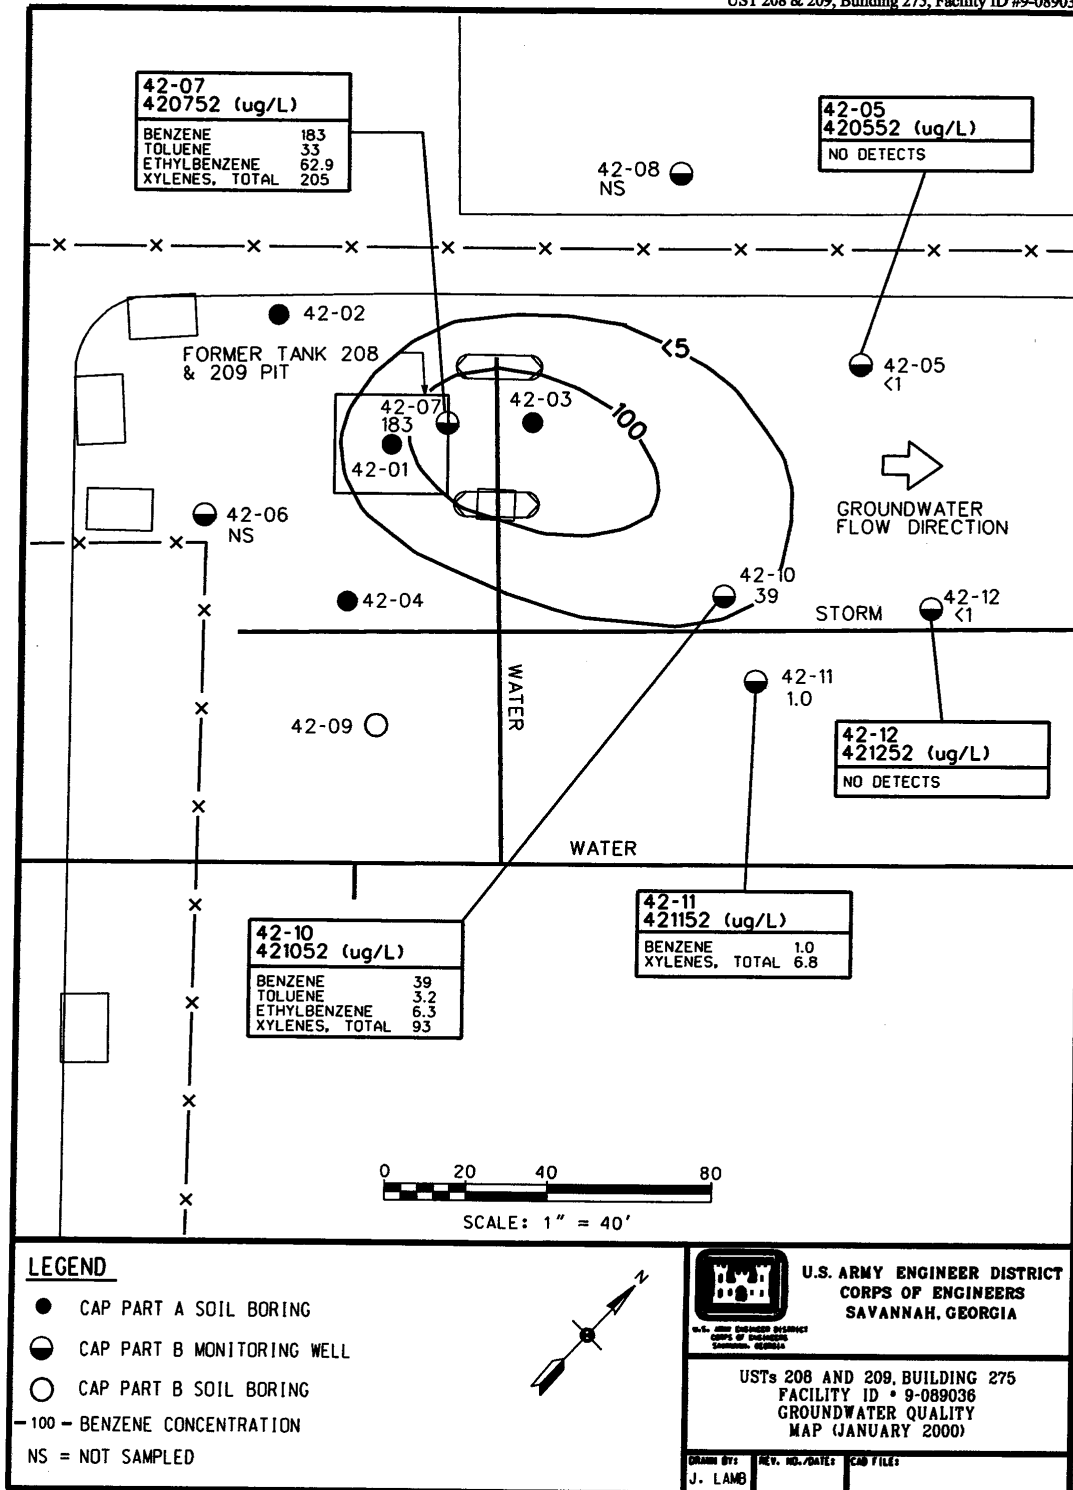 UST 208 & 209, Building 275, Facility ID #9-08903
42-07
420752 (ug/L)
BENZENE 183
TOLUENE 33
ETHYLBENZENE 62.9
XYLENES, TOTAL 205
42-05
420552 (ug/L)
NO DETECTS
42-08
NS
42-02
FORMER TANK 208
& 209 PIT
<5
42-05
<1
42-07
183
42-03
100
42-01
GROUNDWATER
FLOW DIRECTION
42-06
NS
42-10
39
42-04
42-12
<1
STORM
WATER
42-11
1.0
42-09
42-12
421252 (ug/L)
NO DETECTS
WATER
42-11
421152 (ug/L)
BENZENE 1.0
XYLENES, TOTAL 6.8
42-10
421052 (ug/L)
BENZENE 39
TOLUENE 3.2
ETHYLBENZENE 6.3
XYLENES, TOTAL 93
0 20 40 80
SCALE: 1" = 40'
LEGEND
CAP PART A SOIL BORING
CAP PART B MONITORING WELL
CAP PART B SOIL BORING
-100- BENZENE CONCENTRATION
NS = NOT SAMPLED
N
U.S. ARMY ENGINEER DISTRICT
CORPS OF ENGINEERS
SAVANNAH, GEORGIA
U.S. ARMY ENGINEER DISTRICT
CORPS OF ENGINEERS
SAVANNAH, GEORGIA
USTs 208 AND 209, BUILDING 275
FACILITY ID * 9-089036
GROUNDWATER QUALITY
MAP (JANUARY 2000)
DRAWN BY:
J. LAMB
REV. NO./DATE:
CAD FILE: